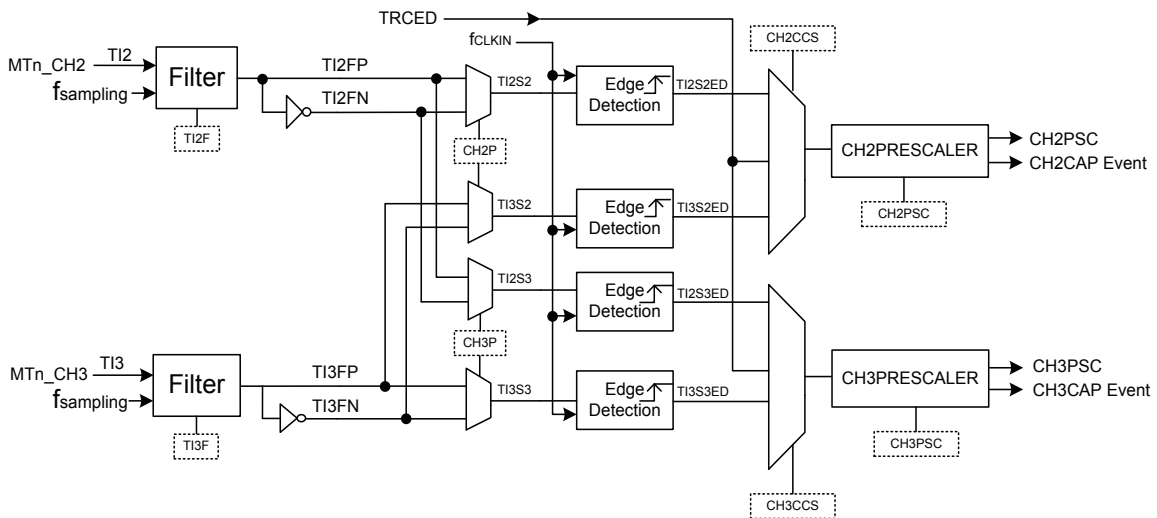 TRCED
fCLKIN
CH2CCS
MTn_CH2
TI2
fsampling
Filter
TI2F
TI2FP
TI2FN
TI2S2
CH2P
Edge
Detection
TI2S2ED
CH2PRESCALER
CH2PSC
CH2CAP Event
CH2PSC
TI3S2
Edge
Detection
TI3S2ED
TI2S3
CH3P
Edge
Detection
TI2S3ED
MTn_CH3
TI3
fsampling
Filter
TI3F
TI3FP
TI3FN
TI3S3
Edge
Detection
TI3S3ED
CH3PRESCALER
CH3PSC
CH3CAP Event
CH3PSC
CH3CCS